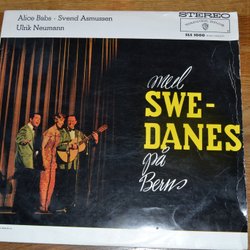 Alice Babs - Svend Asmussen
Ulrik Neumann
STEREO
med
SWE-
DANES
på
Berns